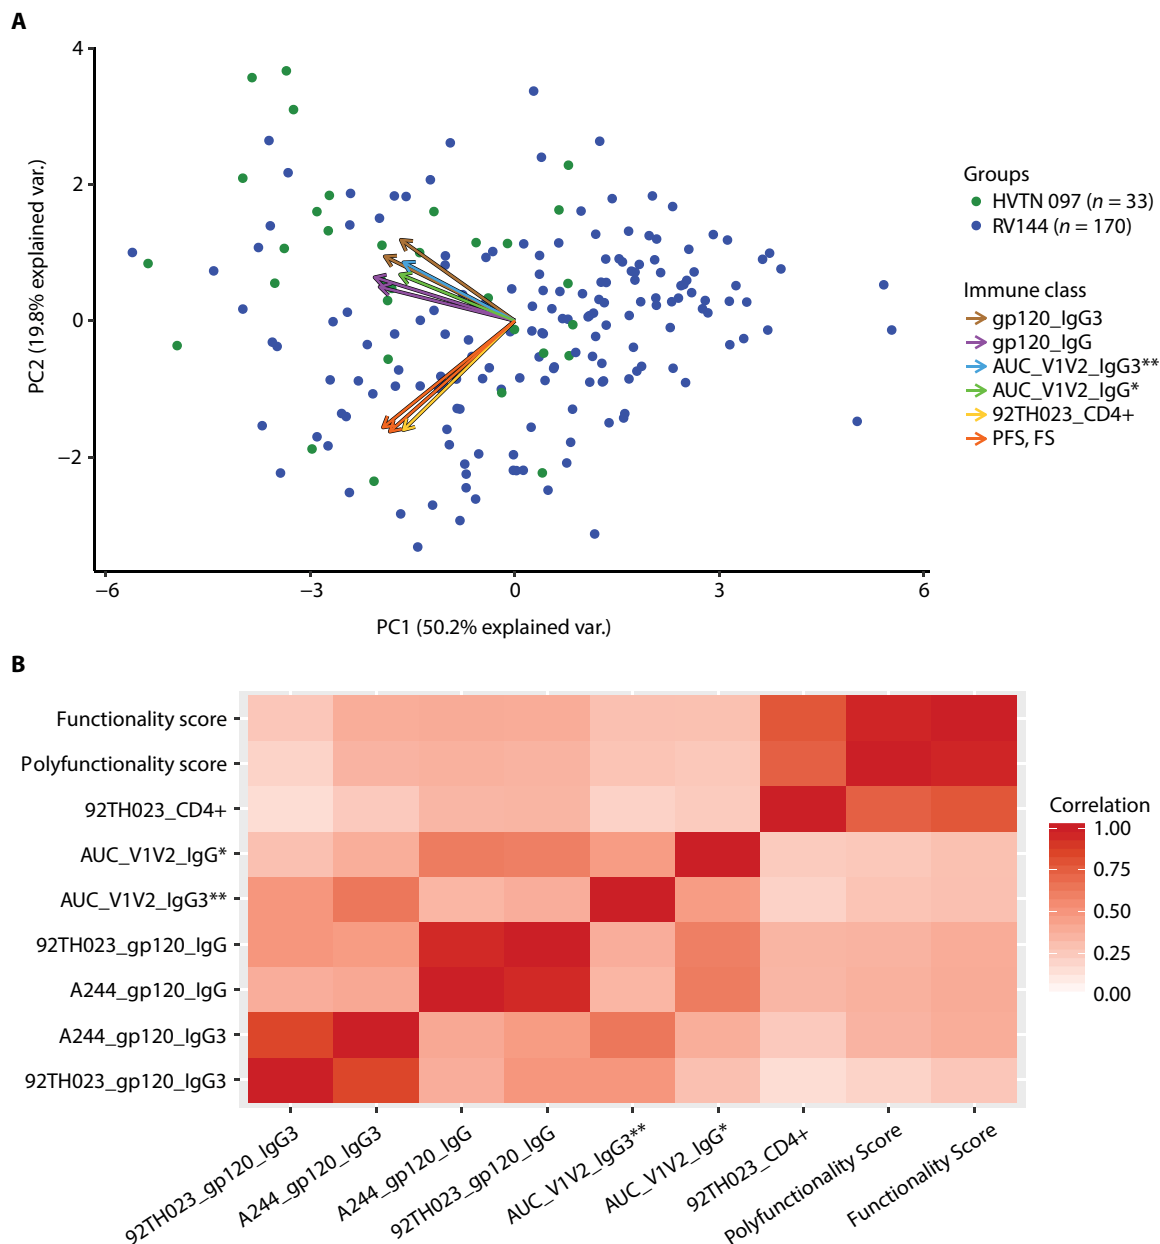 A
4
2
0
−2
PC2 (19.8% explained var.)
−6
−3
0
3
6
PC1 (50.2% explained var.)
Groups
HVTN 097 (n = 33)
RV144 (n = 170)
Immune class
gp120_IgG3
gp120_IgG
AUC_V1V2_IgG3**
AUC_V1V2_IgG*
92TH023_CD4+
PFS, FS
B
Functionality score
Polyfunctionality score
92TH023_CD4+
AUC_V1V2_IgG*
AUC_V1V2_IgG3**
92TH023_gp120_IgG
A244_gp120_IgG
A244_gp120_IgG3
92TH023_gp120_IgG3
92TH023_gp120_IgG3
A244_gp120_IgG3
A244_gp120_IgG
92TH023_gp120_IgG
AUC_V1V2_IgG3**
AUC_V1V2_IgG*
92TH023_CD4+
Polyfunctionality Score
Functionality Score
Correlation
1.00
0.75
0.50
0.25
0.00